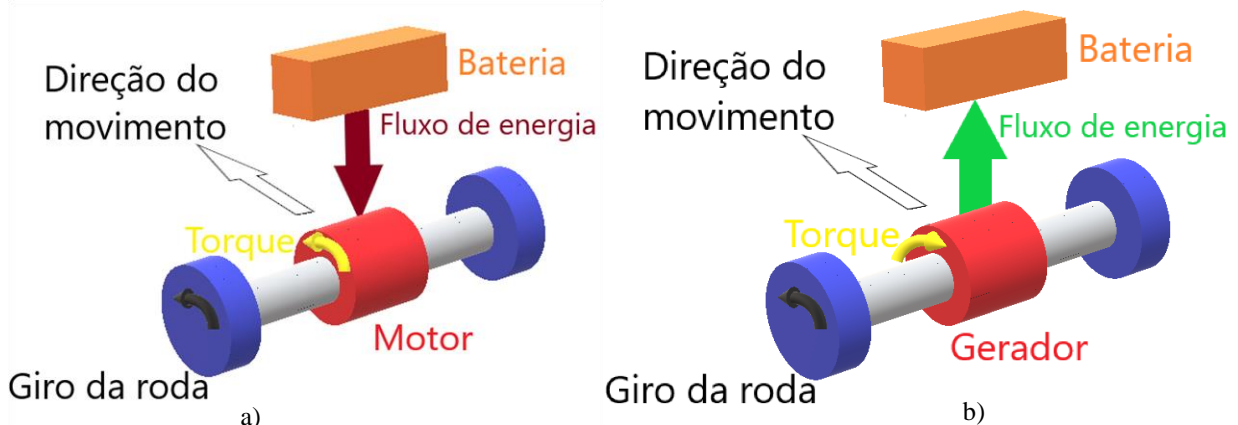 Bateria
Direção do
movimento
Fluxo de energia
Torque
Motor
Giro da roda
a)
Bateria
Direção do
movimento
Fluxo de energia
Torque
Gerador
Giro da roda
b)